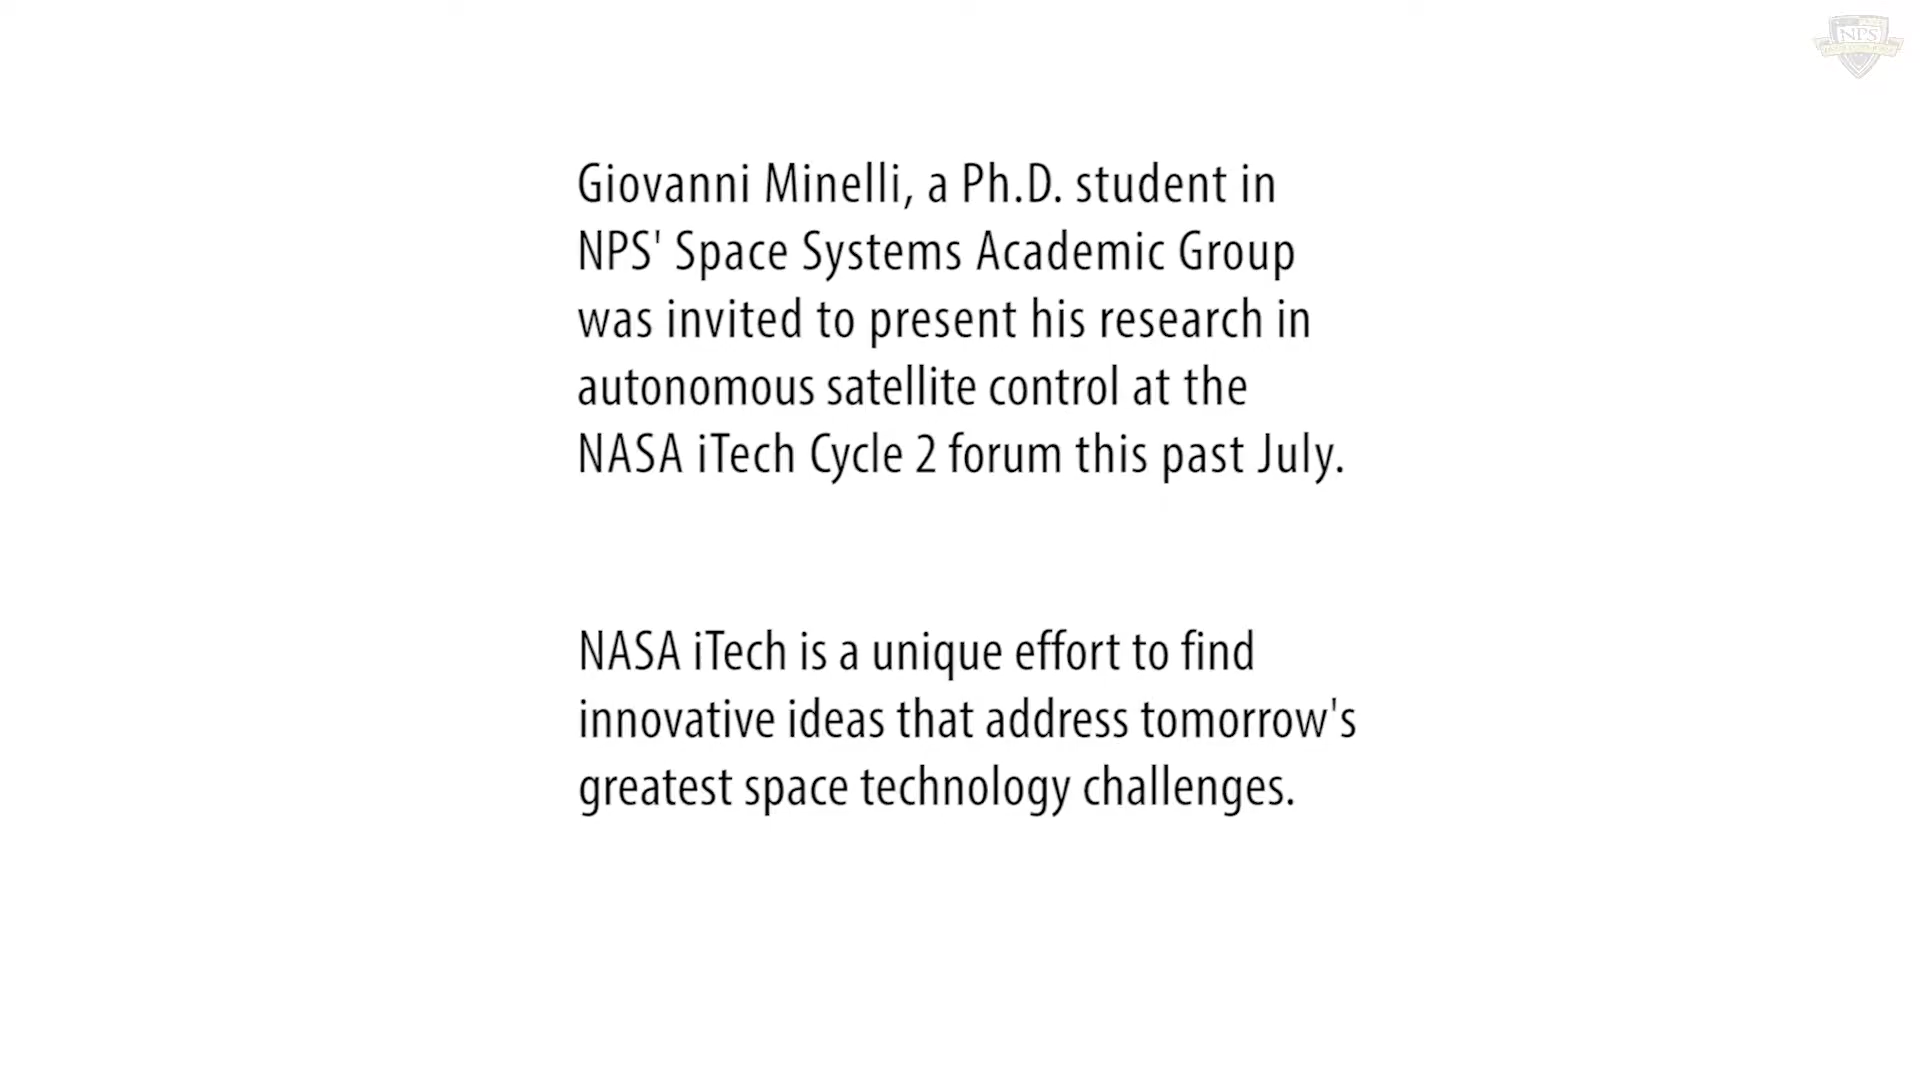 NPS
Giovanni Minelli, a Ph.D. student in
NPS' Space Systems Academic Group
was invited to present his research in
autonomous satellite control at the
NASA iTech Cycle 2 forum this past July.
NASA iTech is a unique effort to find
innovative ideas that address tomorrow's
greatest space technology challenges.